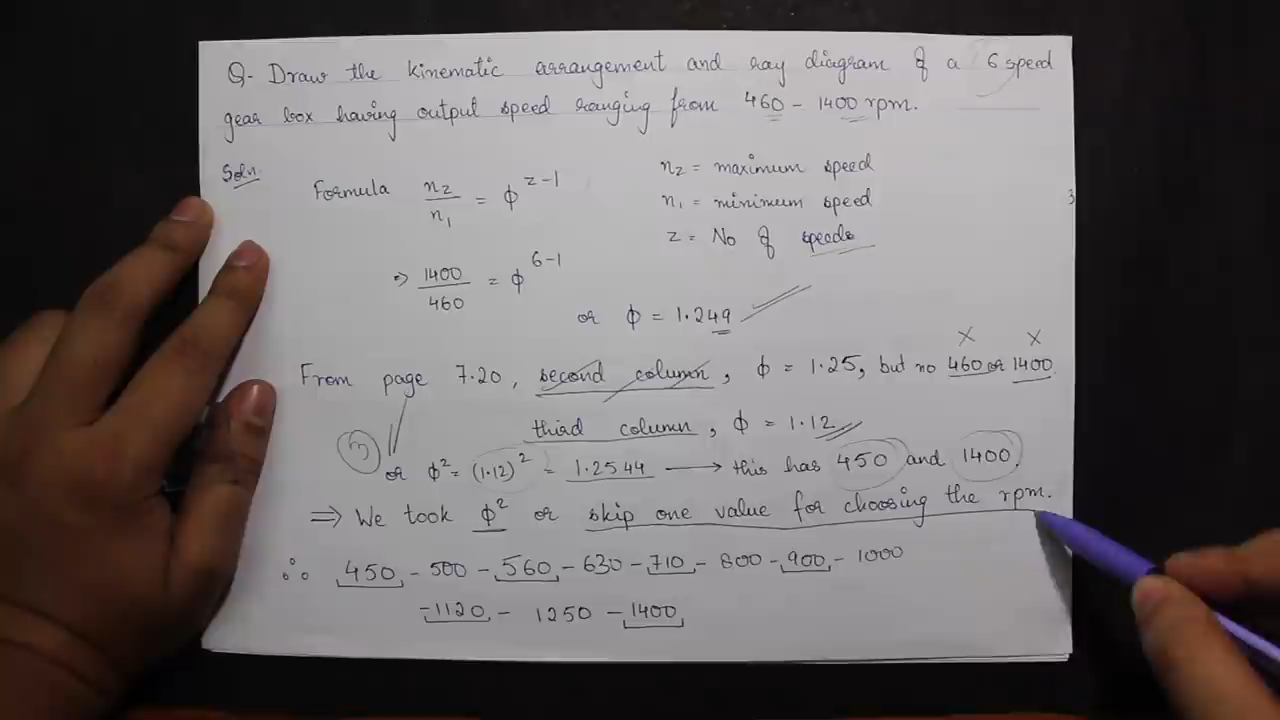 Q- Draw the kinematic arrangement and ray diagram of a 6 speed
gear box having output speed ranging from 460 - 1400 rpm.
Soln.
Formula n₂/n₁ = ϕ^(z-1)
n₂ = maximum speed
n₁ = minimum speed
z = No of speeds
3
⇒ 1400/460 = ϕ^(6-1)
or ϕ = 1.249
From page 7.20, second column, ϕ = 1.25, but no 460 or 1400.
X X
third column, ϕ = 1.12
or ϕ² = (1.12)² = 1.2544 → this has 450 and 1400.
⇒ We took ϕ² or skip one value for choosing the rpm.
∴ 450 - 500 - 560 - 630 - 710 - 800 - 900 - 1000
- 1120 - 1250 - 1400